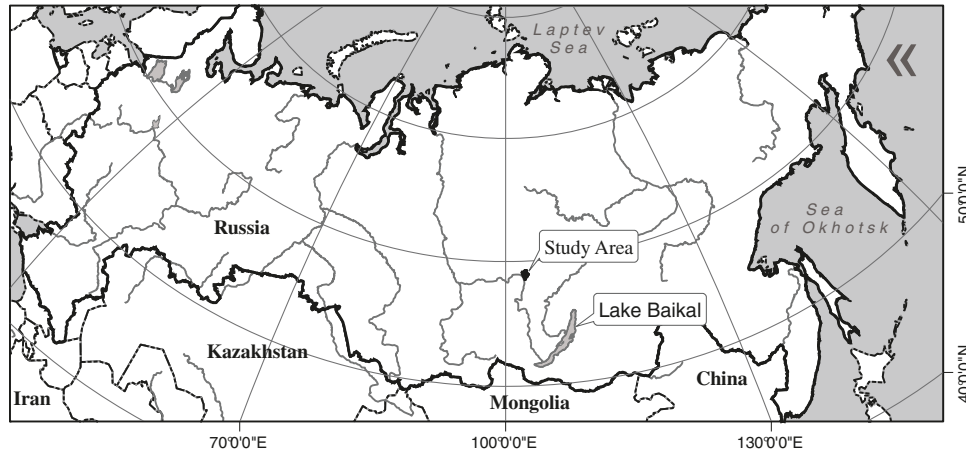 Laptev
Sea
50°0'0"N
Russia
Sea
of Okhotsk
Study Area
Lake Baikal
Kazakhstan
Iran
Mongolia
China
40°0'0"N
70°0'0"E
100°0'0"E
130°0'0"E